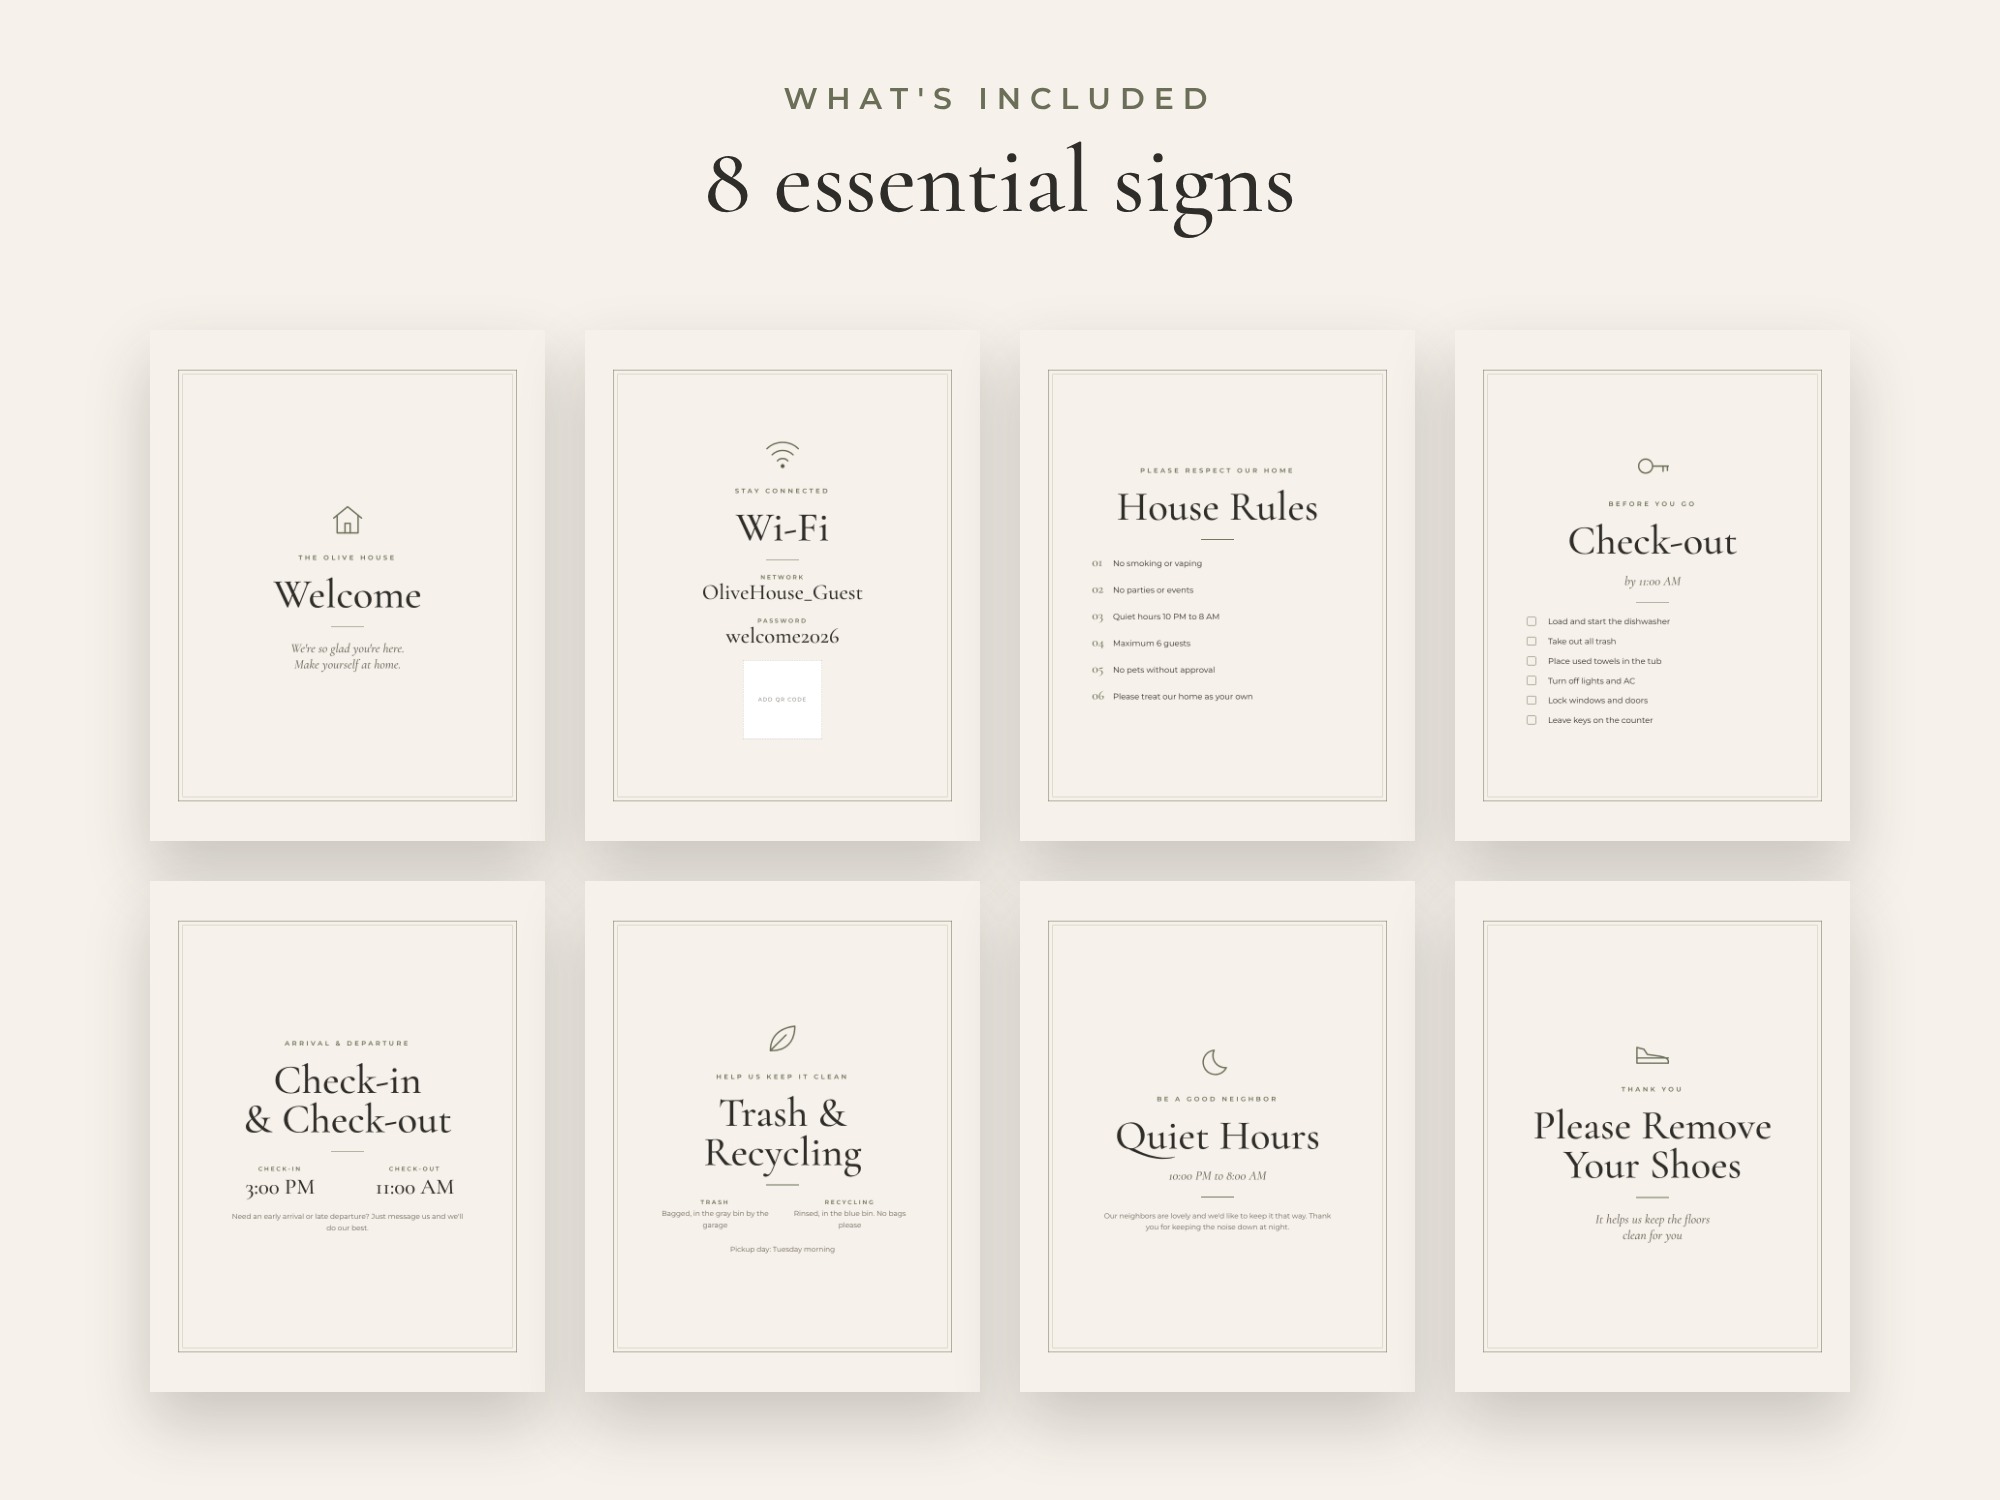 WHAT'S INCLUDED
8 essential signs
THE OLIVE HOUSE
Welcome
We're so glad you're here.
Make yourself at home.
STAY CONNECTED
Wi-Fi
NETWORK
OliveHouse_Guest
PASSWORD
welcome2026
ADD QR CODE
PLEASE RESPECT OUR HOME
House Rules
01 No smoking or vaping
02 No parties or events
03 Quiet hours 10 PM to 8 AM
04 Maximum 6 guests
05 No pets without approval
06 Please treat our home as your own
BEFORE YOU GO
Check-out
by 11:00 AM
Load and start the dishwasher
Take out all trash
Place used towels in the tub
Turn off lights and AC
Lock windows and doors
Leave keys on the counter
ARRIVAL & DEPARTURE
Check-in
& Check-out
CHECK-IN
3:00 PM
CHECK-OUT
11:00 AM
Need an early arrival or late departure? Just message us and we'll
do our best.
HELP US KEEP IT CLEAN
Trash &
Recycling
TRASH
Bagged, in the gray bin by the
garage
RECYCLING
Rinsed, in the blue bin. No bags
please
Pickup day: Tuesday morning
BE A GOOD NEIGHBOR
Quiet Hours
10:00 PM to 8:00 AM
Our neighbors are lovely and we'd like to keep it that way. Thank
you for keeping the noise down at night.
THANK YOU
Please Remove
Your Shoes
It helps us keep the floors
clean for you